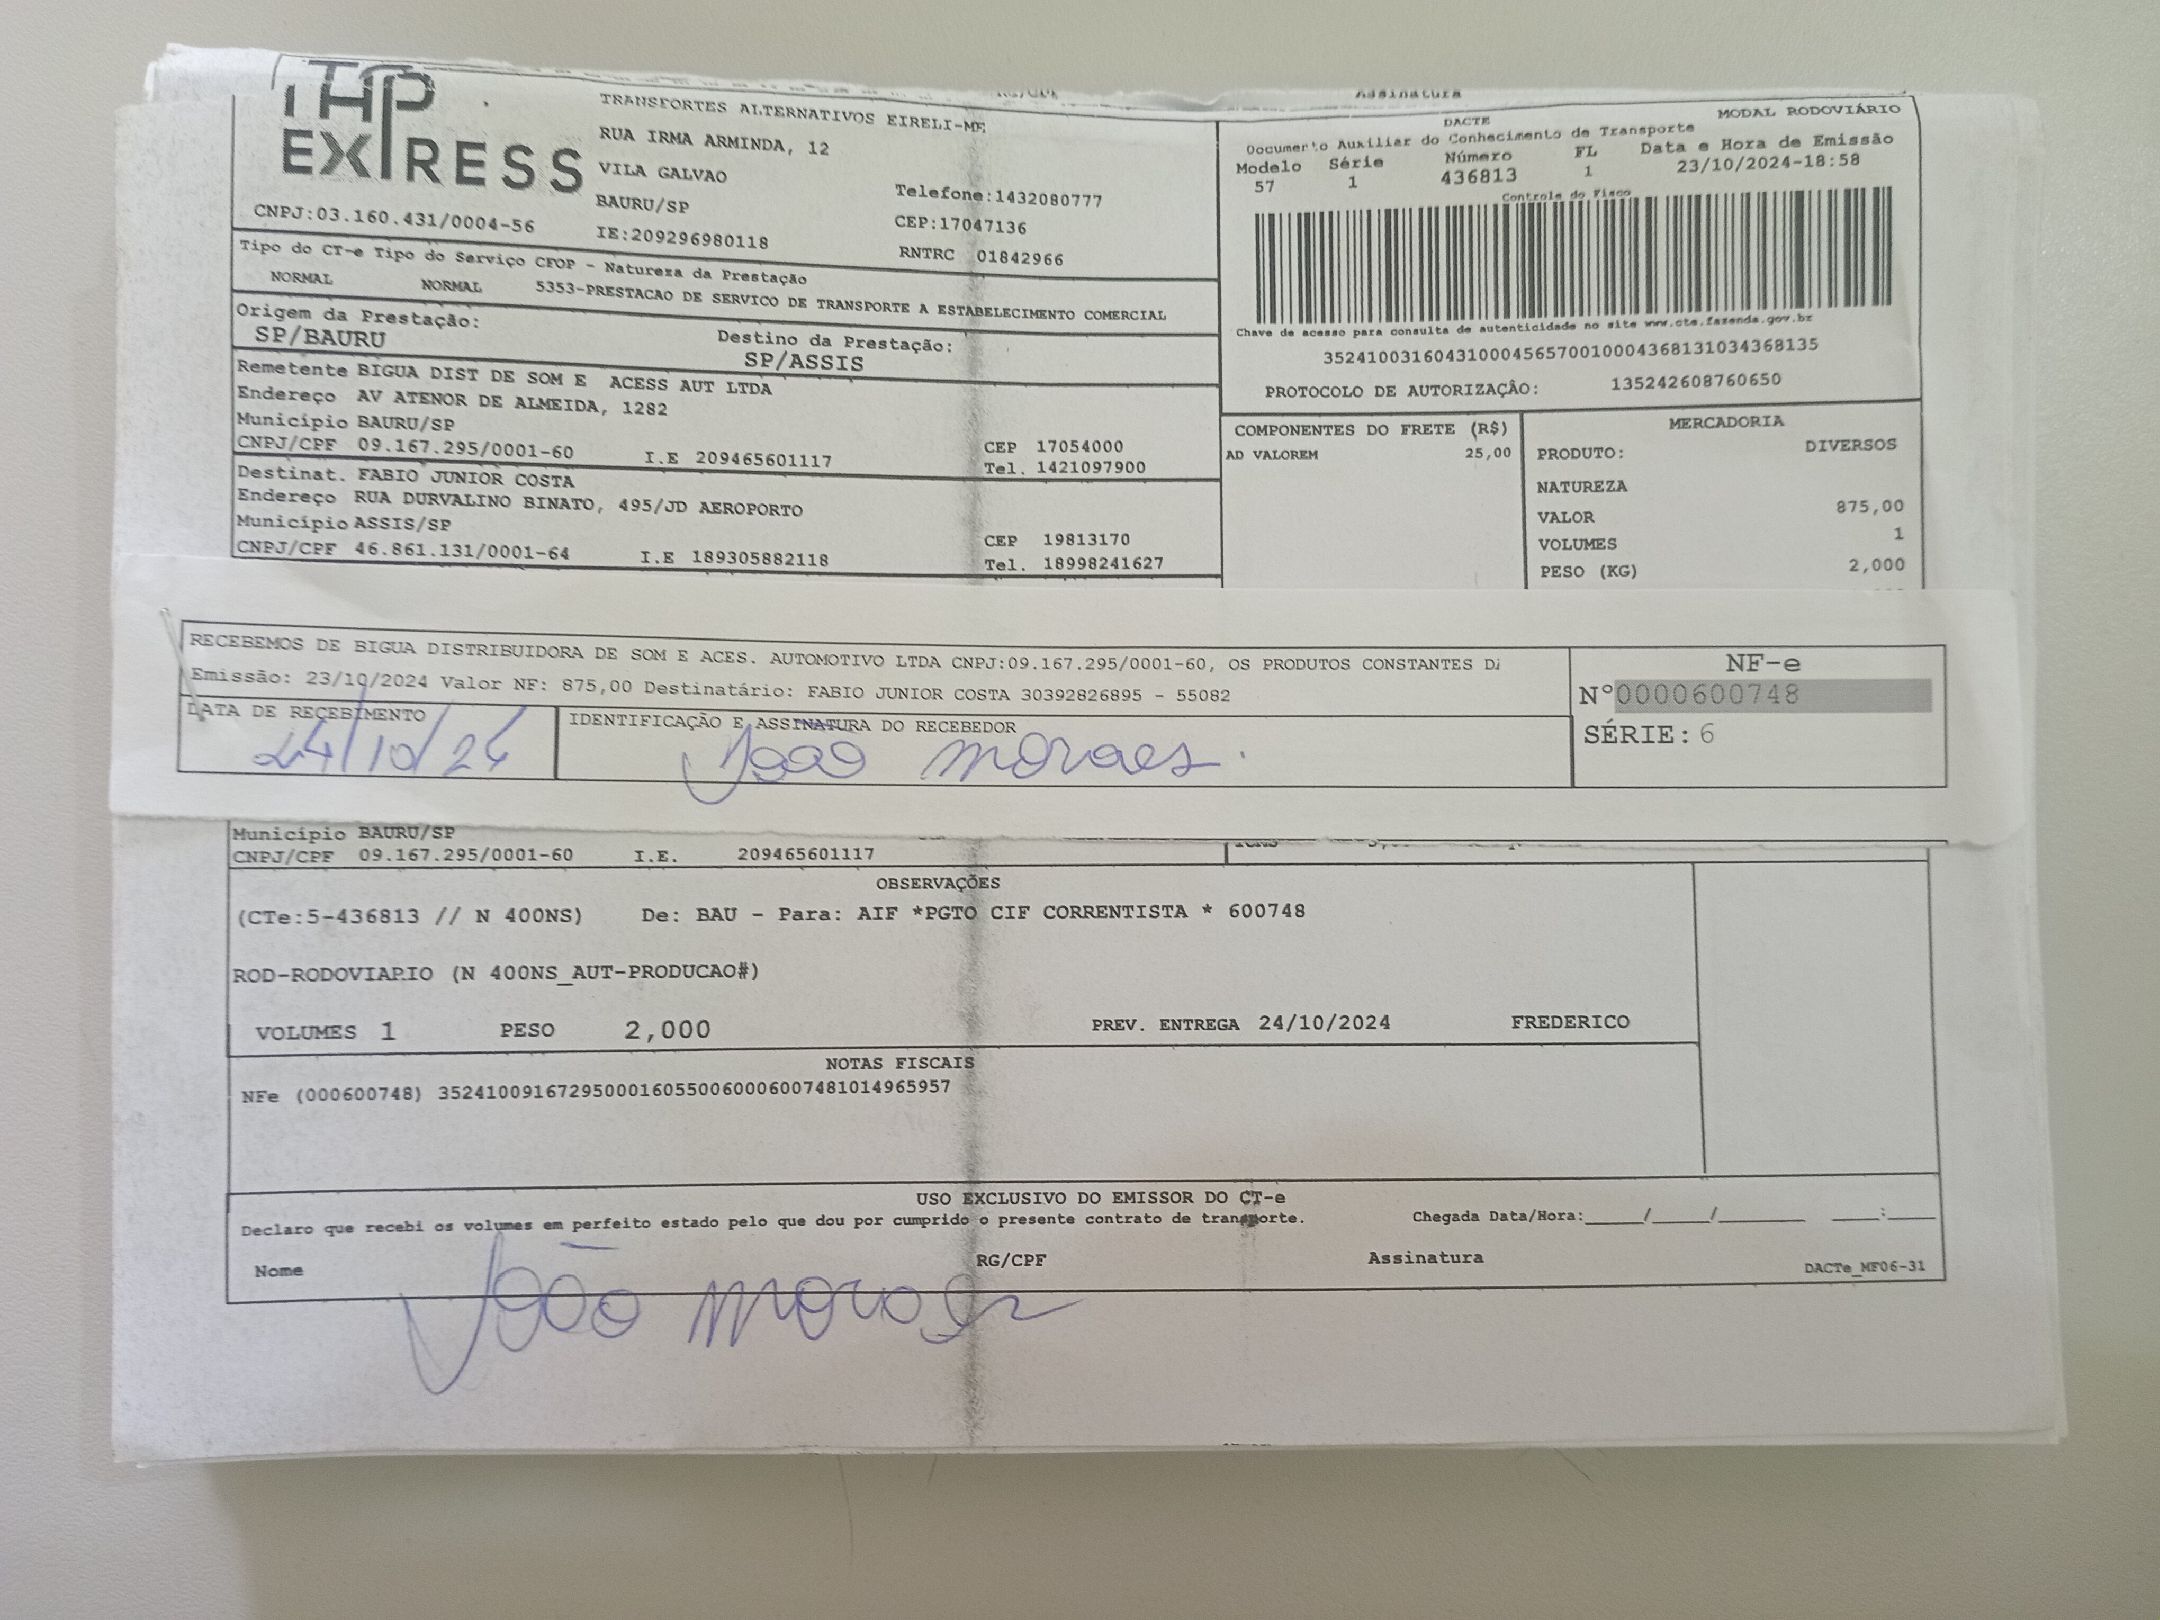 THP
EXPRESS
TRANSPORTES ALTERNATIVOS EIRELI-ME
RUA IRMA ARMINDA, 12
VILA GALVAO
BAURU/SP
Telefone:1432080777
CEP:17047136
CNPJ:03.160.431/0004-56
IE:209296980118
RNTRC 01842966
Assinatura
DACTE
MODAL RODOVIÁRIO
Documento Auxiliar do Conhecimento de Transporte
Modelo Série Número FL Data e Hora de Emissão
57 1 436813 1 23/10/2024-18:58
Controle do Fisco
Chave de acesso para consulta de autenticidade no site www.cte.fazenda.gov.br
35241003160431000456570010004368131034368135
PROTOCOLO DE AUTORIZAÇÂO: 135242608760650
Tipo do CT-e Tipo do Serviço CFOP - Natureza da Prestação
NORMAL NORMAL 5353-PRESTACAO DE SERVICO DE TRANSPORTE A ESTABELECIMENTO COMERCIAL
Origem da Prestação:
SP/BAURU
Destino da Prestação:
SP/ASSIS
Remetente BIGUA DIST DE SOM E ACESS AUT LTDA
Endereço AV ATENOR DE ALMEIDA, 1282
Município BAURU/SP
CNPJ/CPF 09.167.295/0001-60 I.E 209465601117
CEP 17054000
Tel. 1421097900
Destinat. FABIO JUNIOR COSTA
Endereço RUA DURVALINO BINATO, 495/JD AEROPORTO
Município ASSIS/SP
CNPJ/CPF 46.861.131/0001-64 I.E 189305882118
CEP 19813170
Tel. 18998241627
COMPONENTES DO FRETE (R$)
AD VALOREM 25,00
MERCADORIA
PRODUTO: DIVERSOS
NATUREZA
VALOR 875,00
VOLUMES 1
PESO (KG) 2,000
RECEBEMOS DE BIGUA DISTRIBUIDORA DE SOM E ACES. AUTOMOTIVO LTDA CNPJ:09.167.295/0001-60, OS PRODUTOS CONSTANTES
Emissão: 23/10/2024 Valor NF: 875,00 Destinatário: FABIO JUNIOR COSTA 30392826895 - 55082
DATA DE RECEBIMENTO
24/10/24
IDENTIFICAÇÃO E ASSINATURA DO RECEBEDOR
João moraes.
NF-e
Nº0000600748
SÉRIE: 6
Município BAURU/SP
CNPJ/CPF 09.167.295/0001-60 I.E. 209465601117
OBSERVAÇÕES
(CTe:5-436813 // N 400NS) De: BAU - Para: AIF *PGTO CIF CORRENTISTA * 600748
ROD-RODOVIARIO (N 400NS_AUT-PRODUCAO#)
VOLUMES 1 PESO 2,000 PREV. ENTREGA 24/10/2024 FREDERICO
NOTAS FISCAIS
NFe (000600748) 35241009167295000160550060006007481014965957
USO EXCLUSIVO DO EMISSOR DO CT-e
Declaro que recebi os volumes em perfeito estado pelo que dou por cumprido o presente contrato de transporte. Chegada Data/Hora:_____/_____/________ ____:_____
Nome RG/CPF Assinatura
DACTe_MF06-31
João moraes